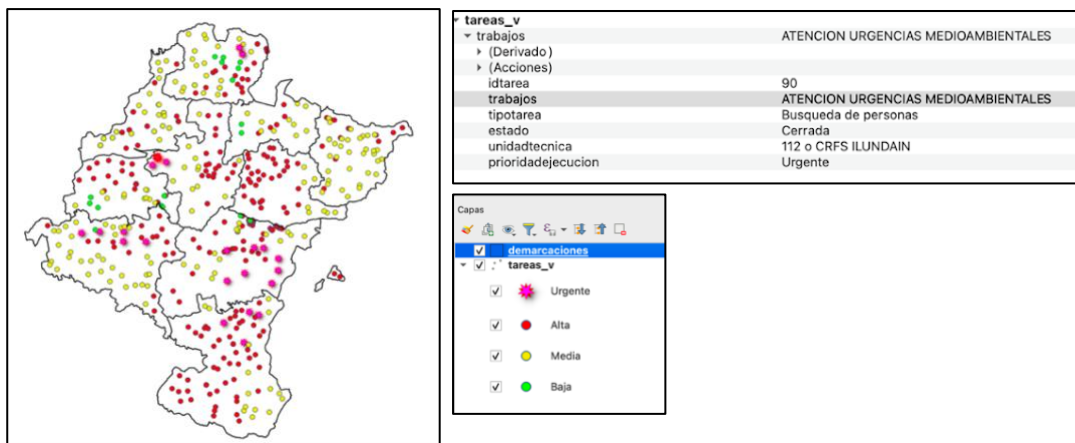 tareas_v
trabajos ATENCION URGENCIAS MEDIOAMBIENTALES
(Derivado)
(Acciones)
idtarea 90
trabajos ATENCION URGENCIAS MEDIOAMBIENTALES
tipotarea Busqueda de personas
estado Cerrada
unidadtecnica 112 o CRFS ILUNDAIN
prioridadejecucion Urgente
Capas
demarcaciones
tareas_v
Urgente
Alta
Media
Baja